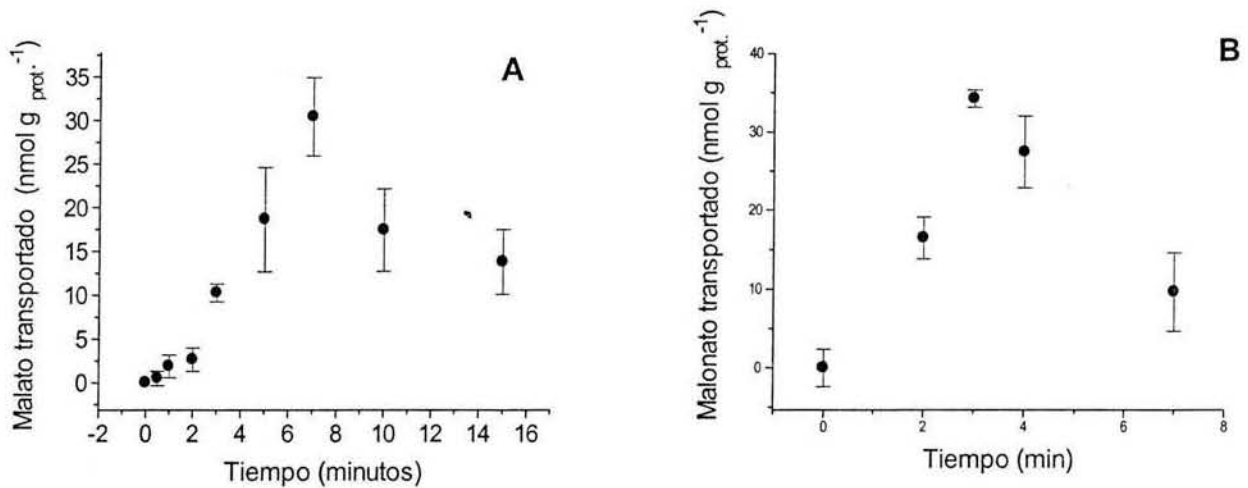 A
Malato transportado (nmol g prot.-1)
35
30
25
20
15
10
5
0
-2 0 2 4 6 8 10 12 14 16
Tiempo (minutos)
B
Malonato transportado (nmol g prot.-1)
40
30
20
10
0
0 2 4 6 8
Tiempo (min)